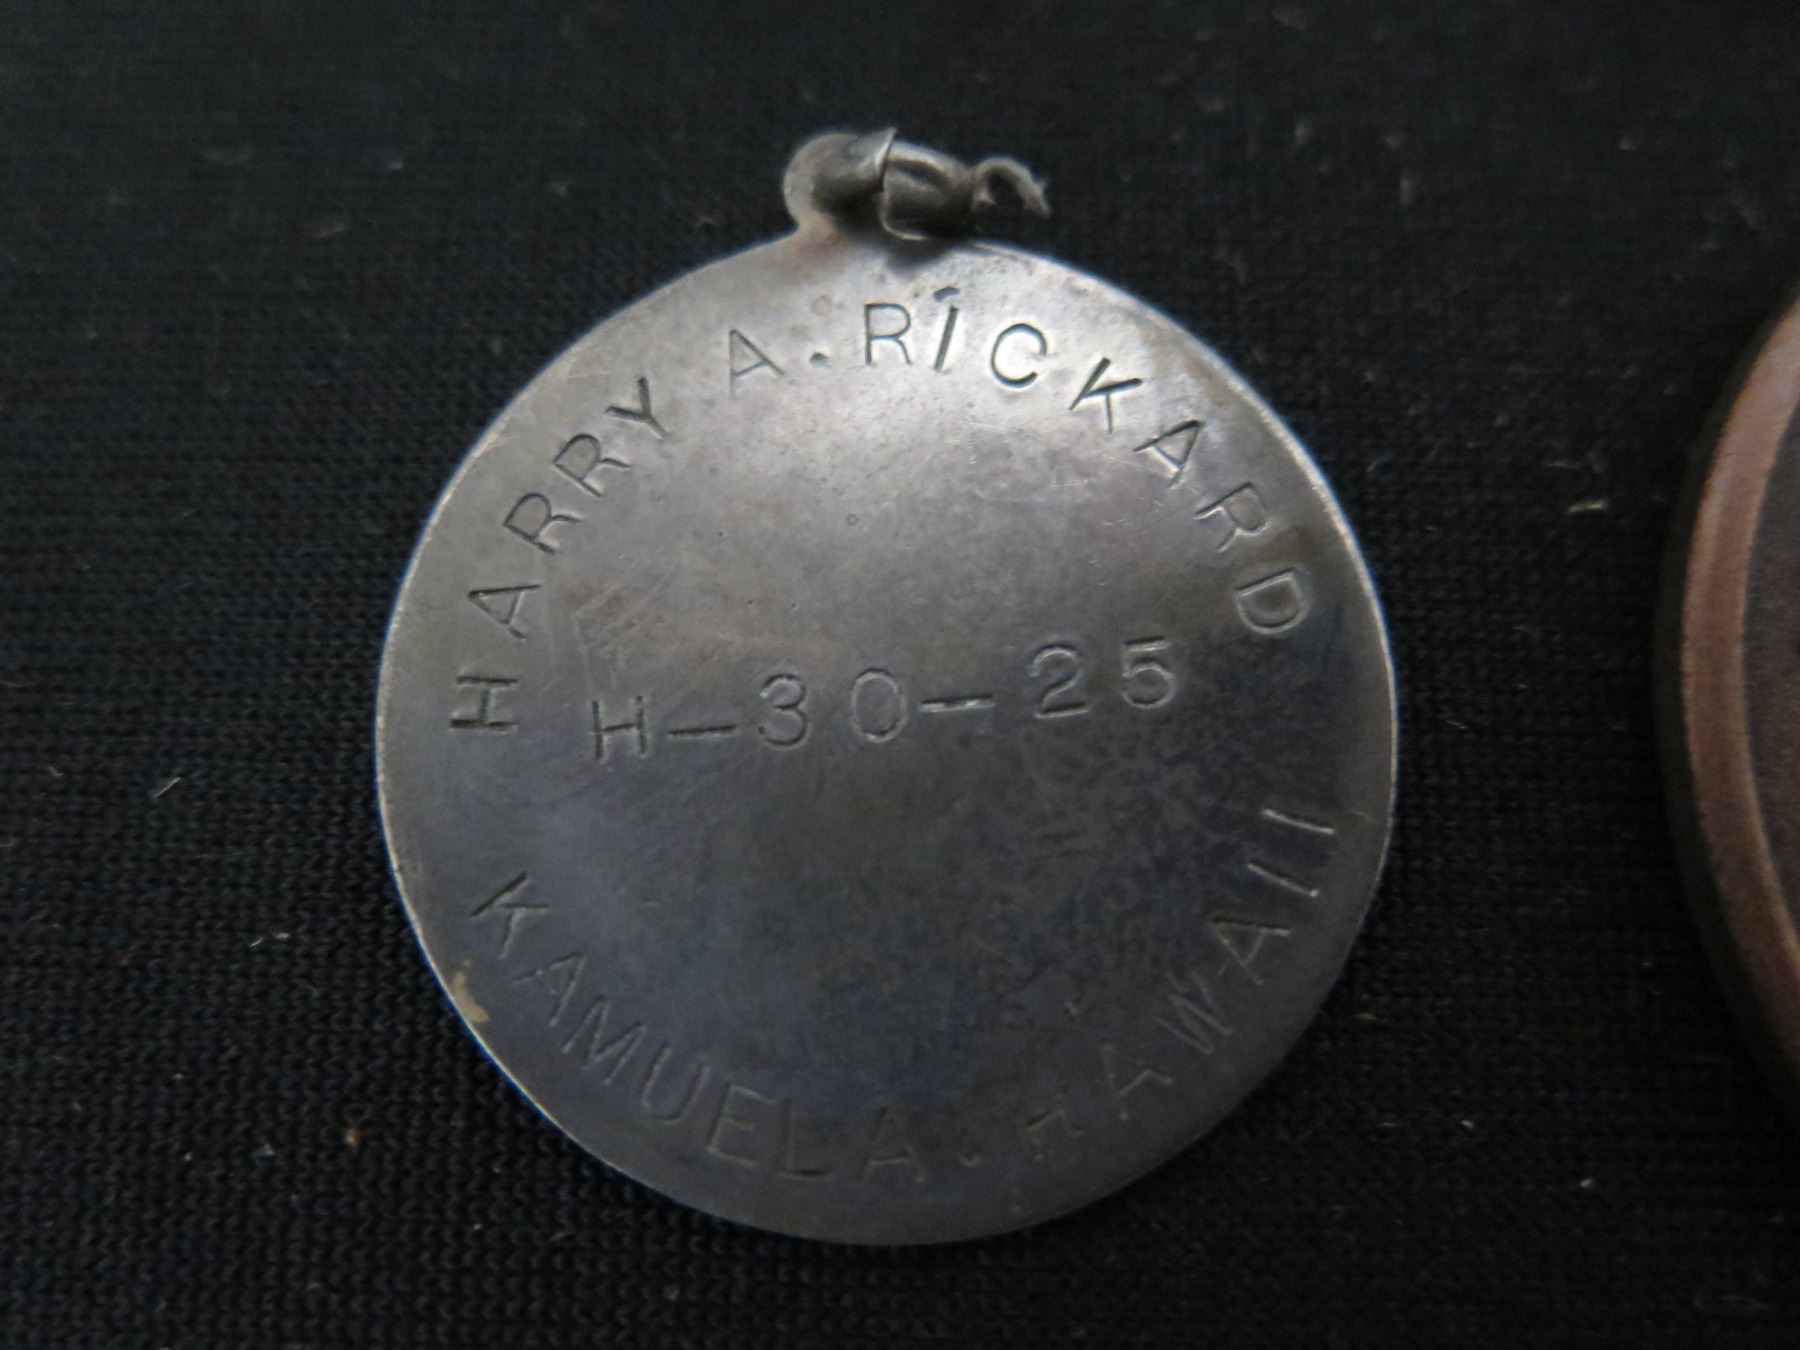 HARRY A. RICKARD
H-30-25
KAMUELA. HAWAII